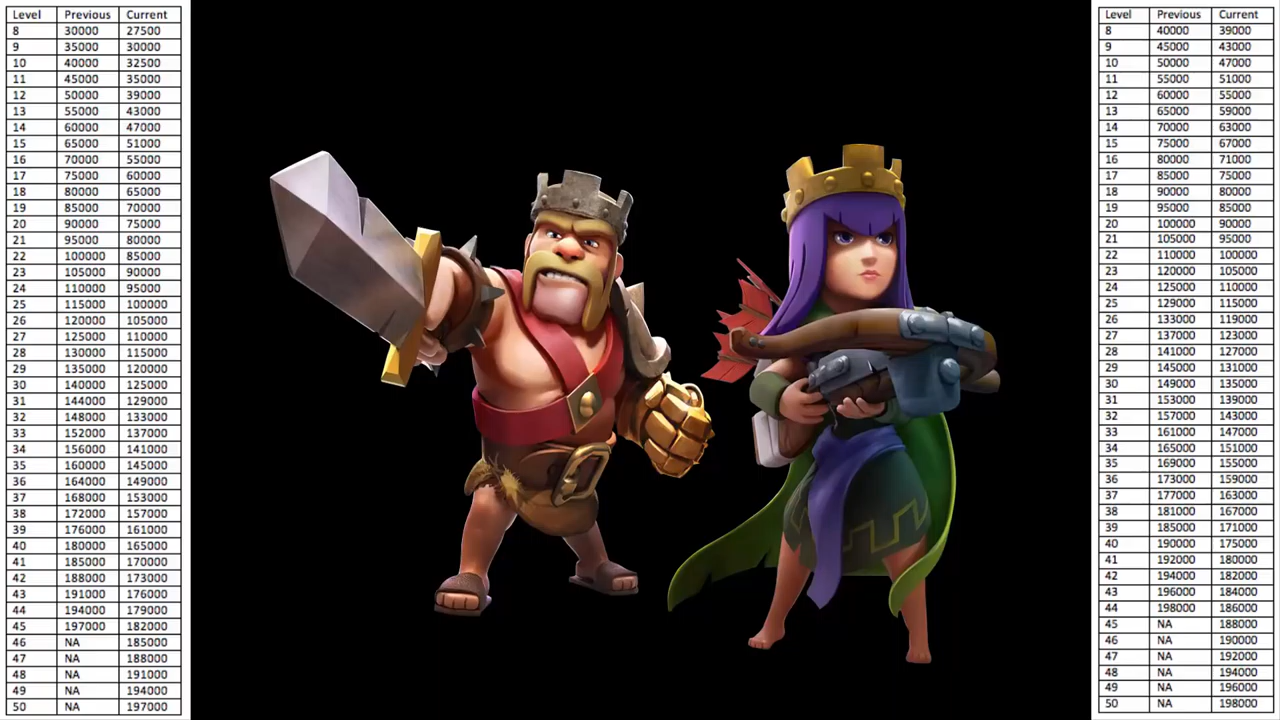 Level Previous Current
8 30000 27500
9 35000 30000
10 40000 32500
11 45000 35000
12 50000 39000
13 55000 43000
14 60000 47000
15 65000 51000
16 70000 55000
17 75000 60000
18 80000 65000
19 85000 70000
20 90000 75000
21 95000 80000
22 100000 85000
23 105000 90000
24 110000 95000
25 115000 100000
26 120000 105000
27 125000 110000
28 130000 115000
29 135000 120000
30 140000 125000
31 144000 129000
32 148000 133000
33 152000 137000
34 156000 141000
35 160000 145000
36 164000 149000
37 168000 153000
38 172000 157000
39 176000 161000
40 180000 165000
41 185000 170000
42 188000 173000
43 191000 176000
44 194000 179000
45 197000 182000
46 NA 185000
47 NA 188000
48 NA 191000
49 NA 194000
50 NA 197000
Level Previous Current
8 40000 39000
9 45000 43000
10 50000 47000
11 55000 51000
12 60000 55000
13 65000 59000
14 70000 63000
15 75000 67000
16 80000 71000
17 85000 75000
18 90000 80000
19 95000 85000
20 100000 90000
21 105000 95000
22 110000 100000
23 120000 105000
24 125000 110000
25 129000 115000
26 133000 119000
27 137000 123000
28 141000 127000
29 145000 131000
30 149000 135000
31 153000 139000
32 157000 143000
33 161000 147000
34 165000 151000
35 169000 155000
36 173000 159000
37 177000 163000
38 181000 167000
39 185000 171000
40 190000 175000
41 192000 180000
42 194000 182000
43 196000 184000
44 198000 186000
45 NA 188000
46 NA 190000
47 NA 192000
48 NA 194000
49 NA 196000
50 NA 198000